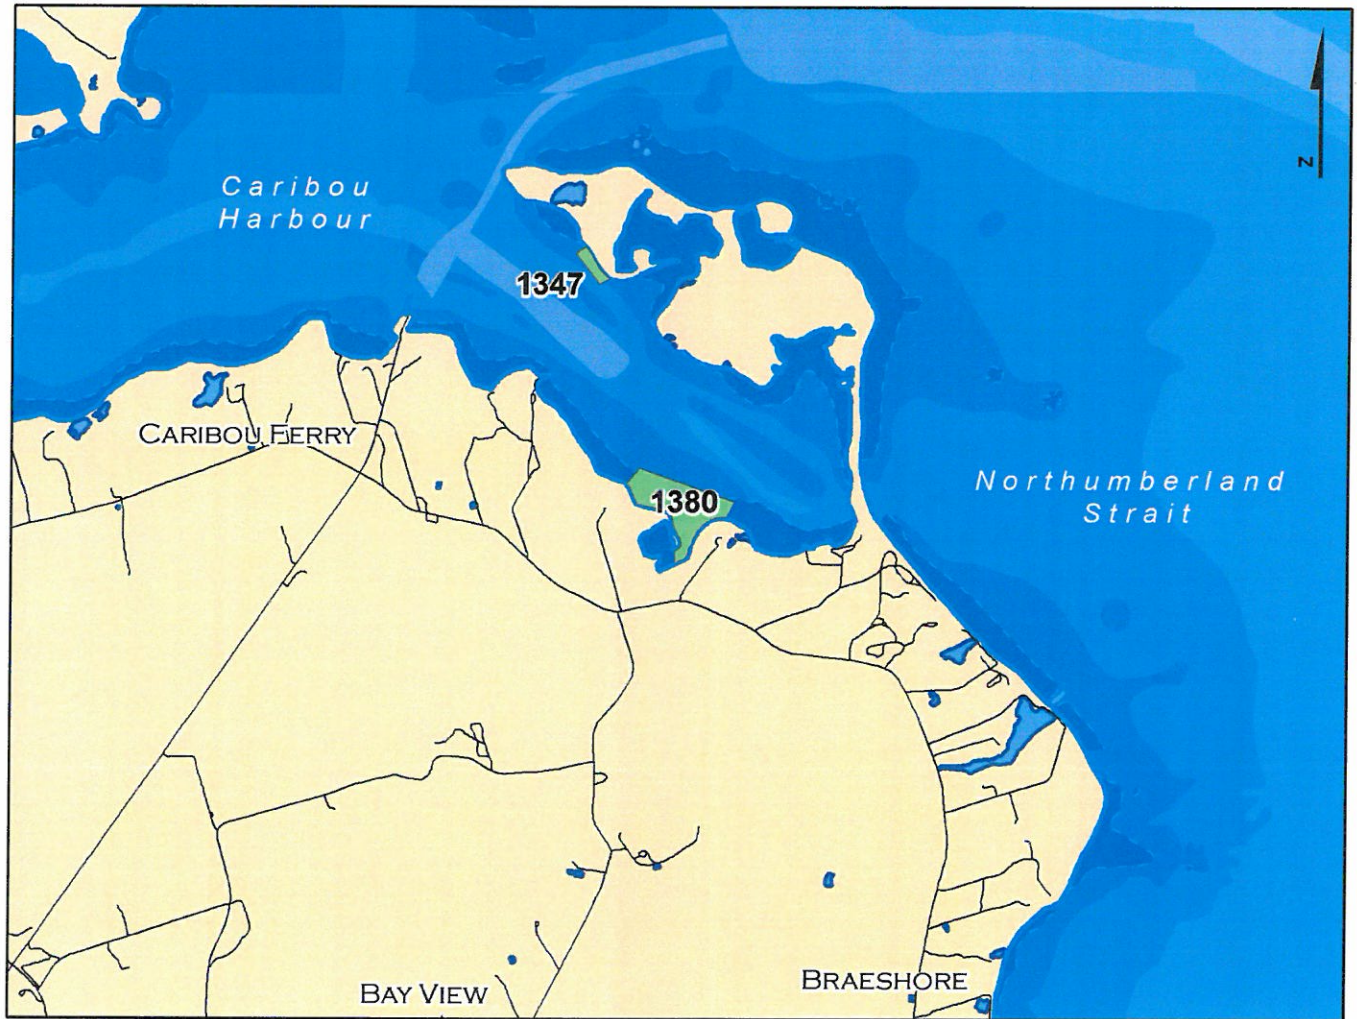 N
Caribou
Harbour
1347
CARIBOU FERRY
Northumberland
Strait
1380
BRAESHORE
BAY VIEW